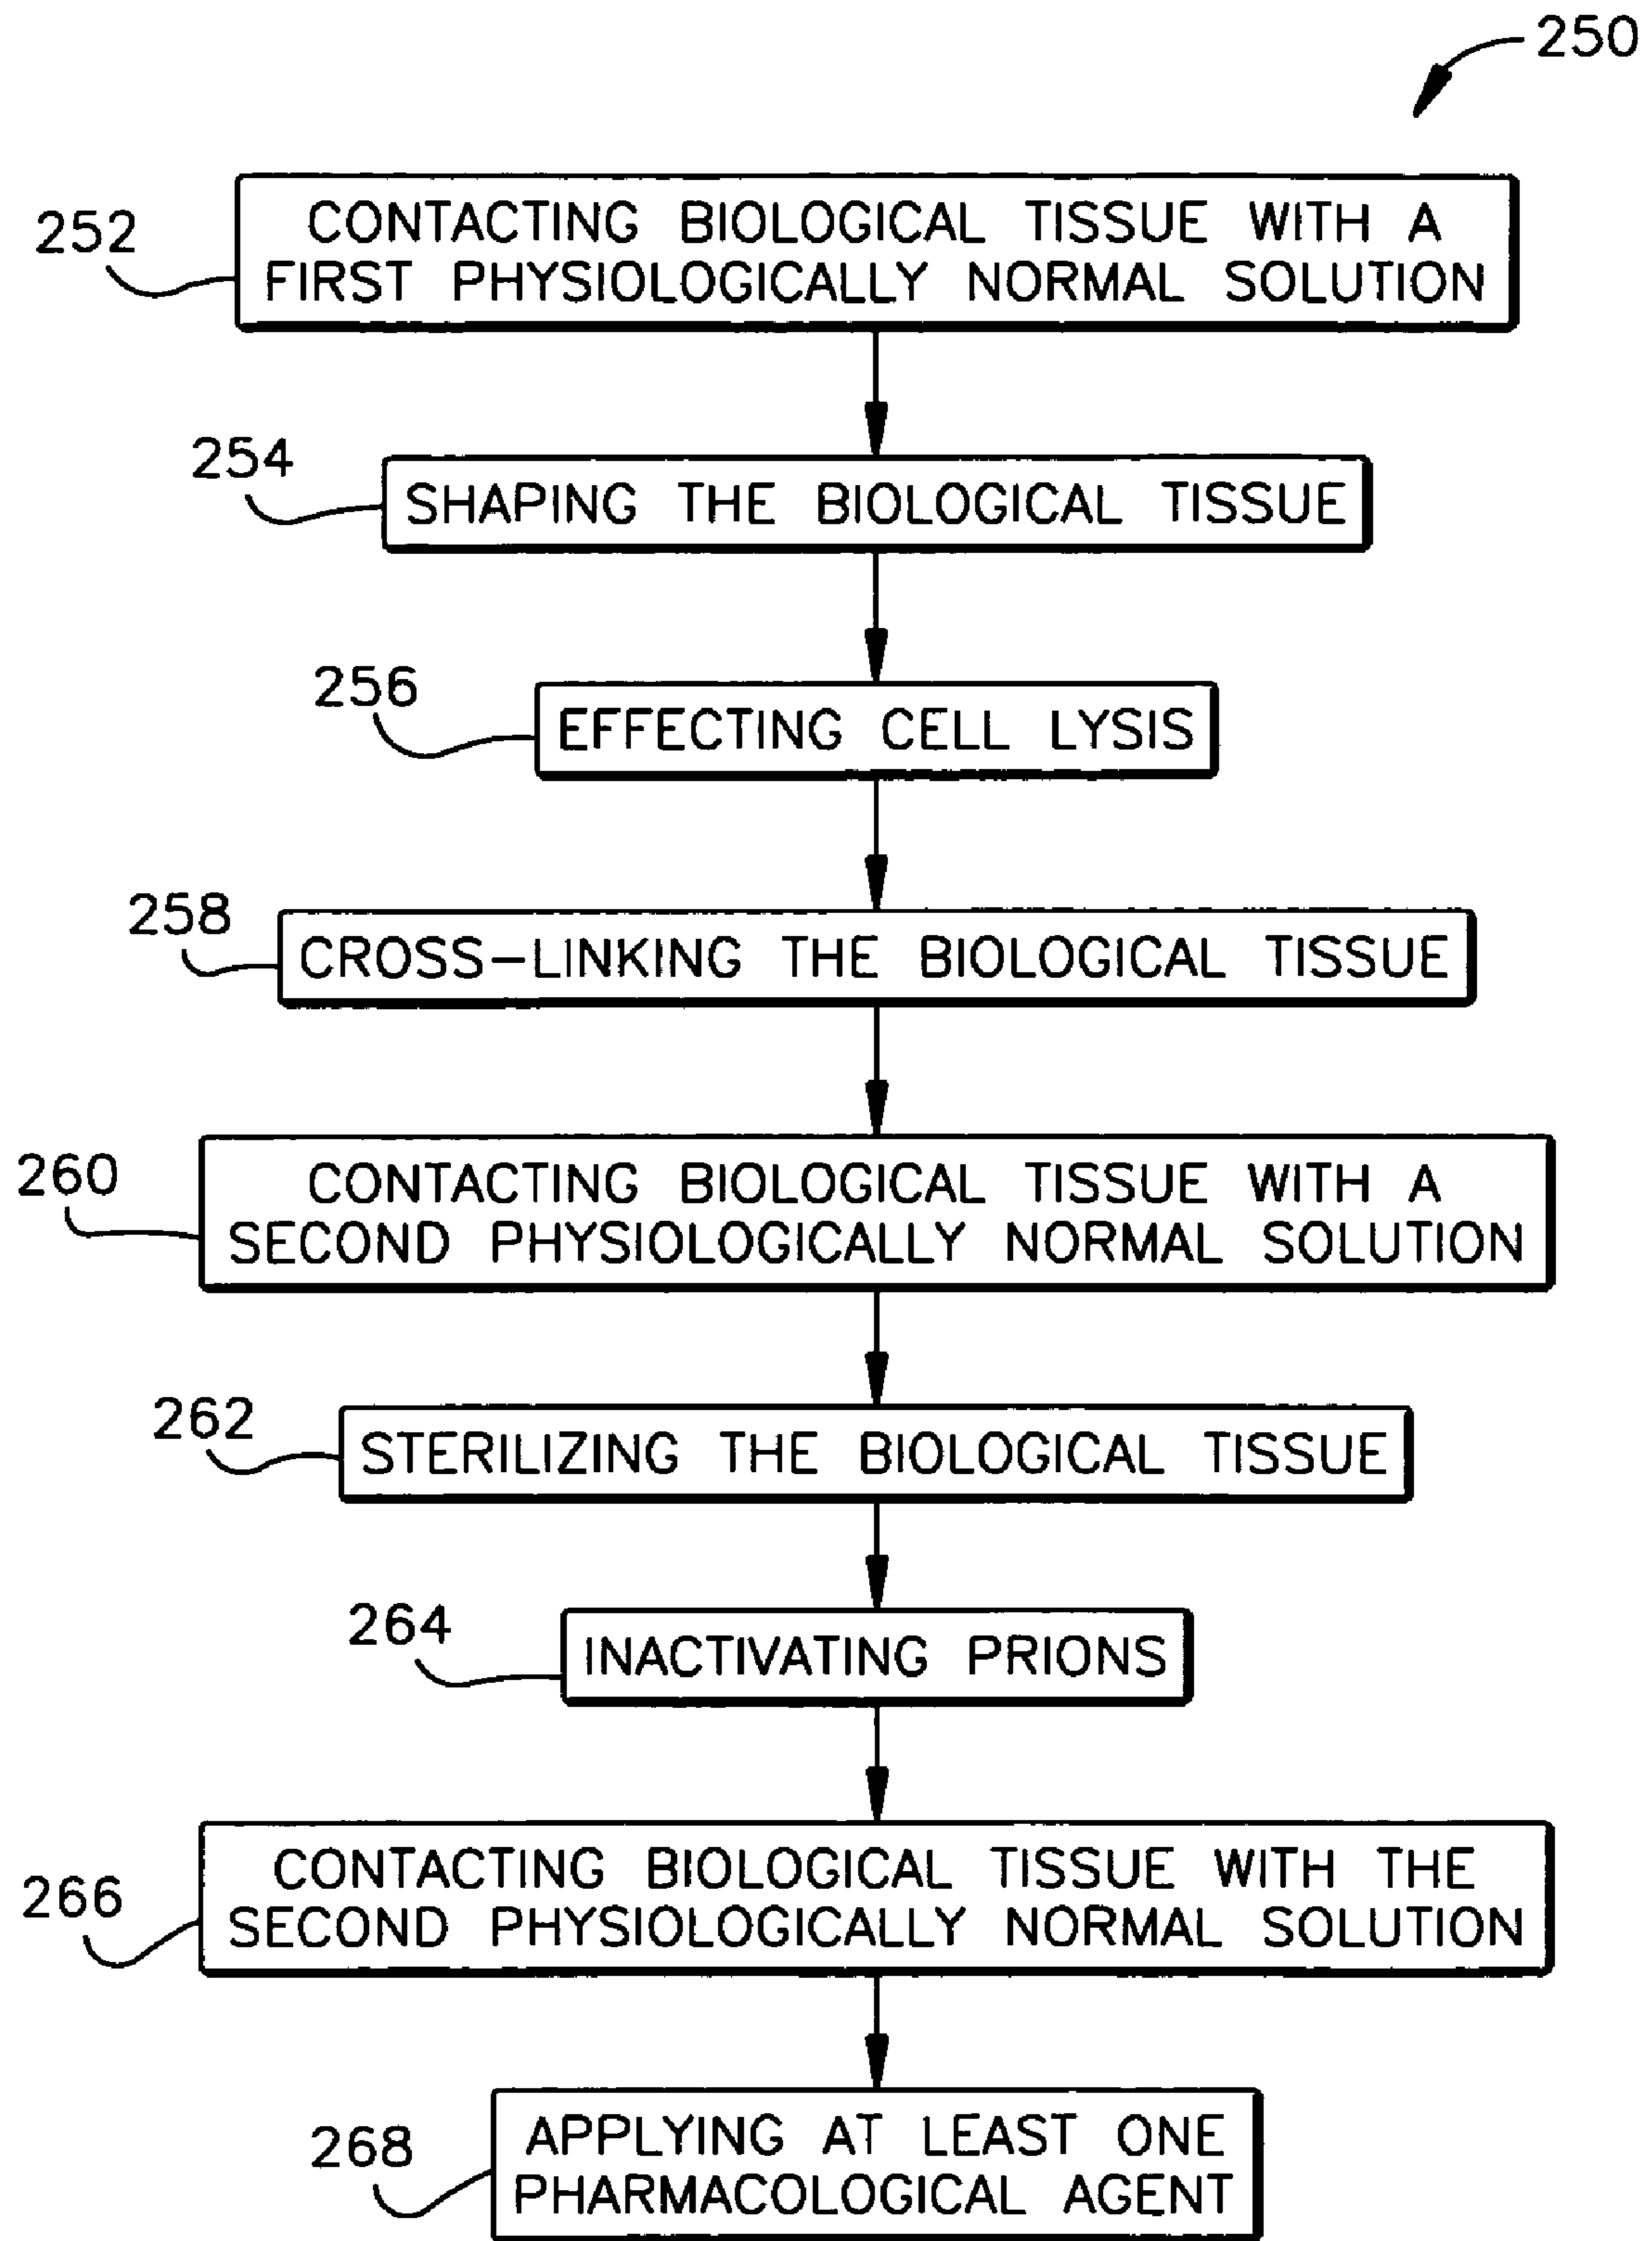 250
252
CONTACTING BIOLOGICAL TISSUE WITH A
FIRST PHYSIOLOGICALLY NORMAL SOLUTION
254
SHAPING THE BIOLOGICAL TISSUE
256
EFFECTING CELL LYSIS
258
CROSS-LINKING THE BIOLOGICAL TISSUE
260
CONTACTING BIOLOGICAL TISSUE WITH A
SECOND PHYSIOLOGICALLY NORMAL SOLUTION
262
STERILIZING THE BIOLOGICAL TISSUE
264
INACTIVATING PRIONS
266
CONTACTING BIOLOGICAL TISSUE WITH THE
SECOND PHYSIOLOGICALLY NORMAL SOLUTION
268
APPLYING AT LEAST ONE
PHARMACOLOGICAL AGENT